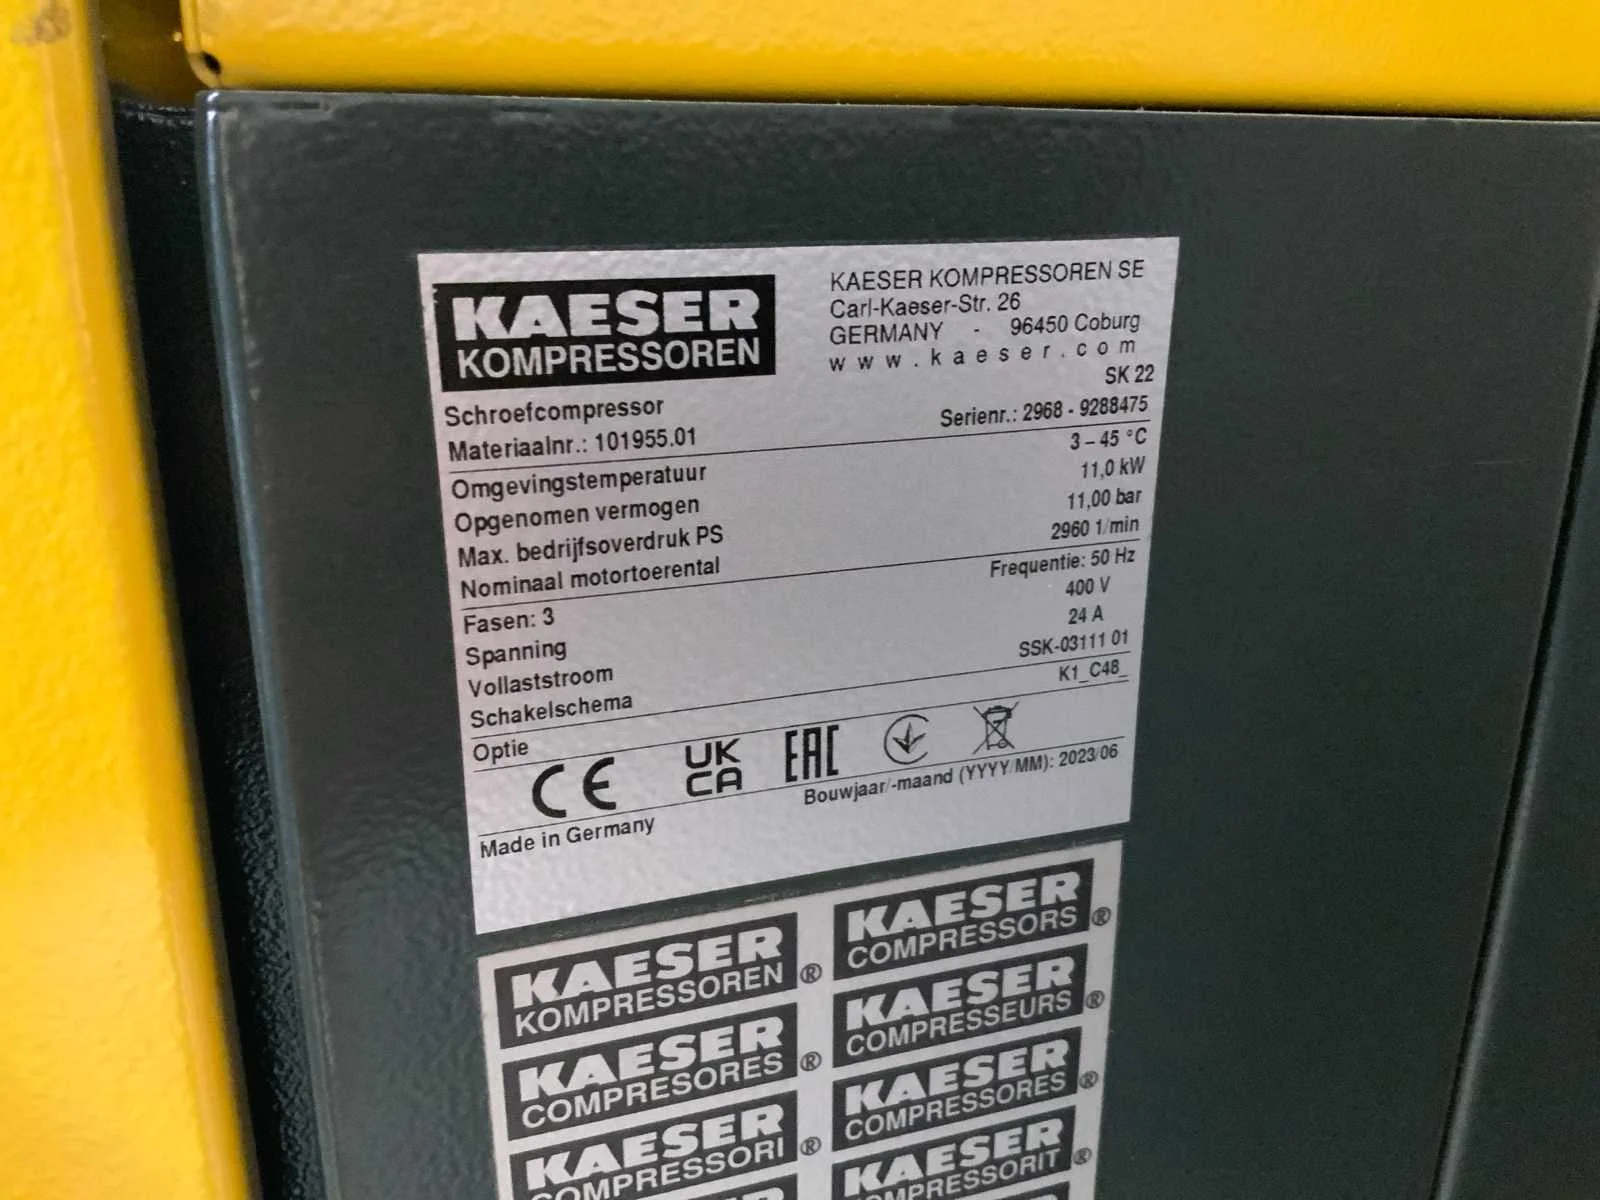 KAESER
KOMPRESSOREN
KAESER KOMPRESSOREN SE
Carl-Kaeser-Str. 26
GERMANY - 96450 Coburg
www.kaeser.com
Schroefcompressor SK 22
Materiaalnr.: 101955.01 Serienr.: 2968 - 9288475
Omgevingstemperatuur 3 – 45 °C
Opgenomen vermogen 11,0 kW
Max. bedrijfsoverdruk PS 11,00 bar
Nominaal motortoerental 2960 1/min
Fasen: 3 Frequentie: 50 Hz
Spanning 400 V
Vollaststroom 24 A
Schakelschema SSK-03111 01
Optie K1_C48_
CE UK CA EAC
Made in Germany Bouwjaar/-maand (YYYY/MM): 2023/06
KAESER
KOMPRESSOREN ®
KAESER
COMPRESSORS ®
KAESER
COMPRESORES ®
KAESER
COMPRESSEURS ®
KAESER
COMPRESSORI ®
KAESER
COMPRESSORES ®
KAESER
COMPRESSORIT ®